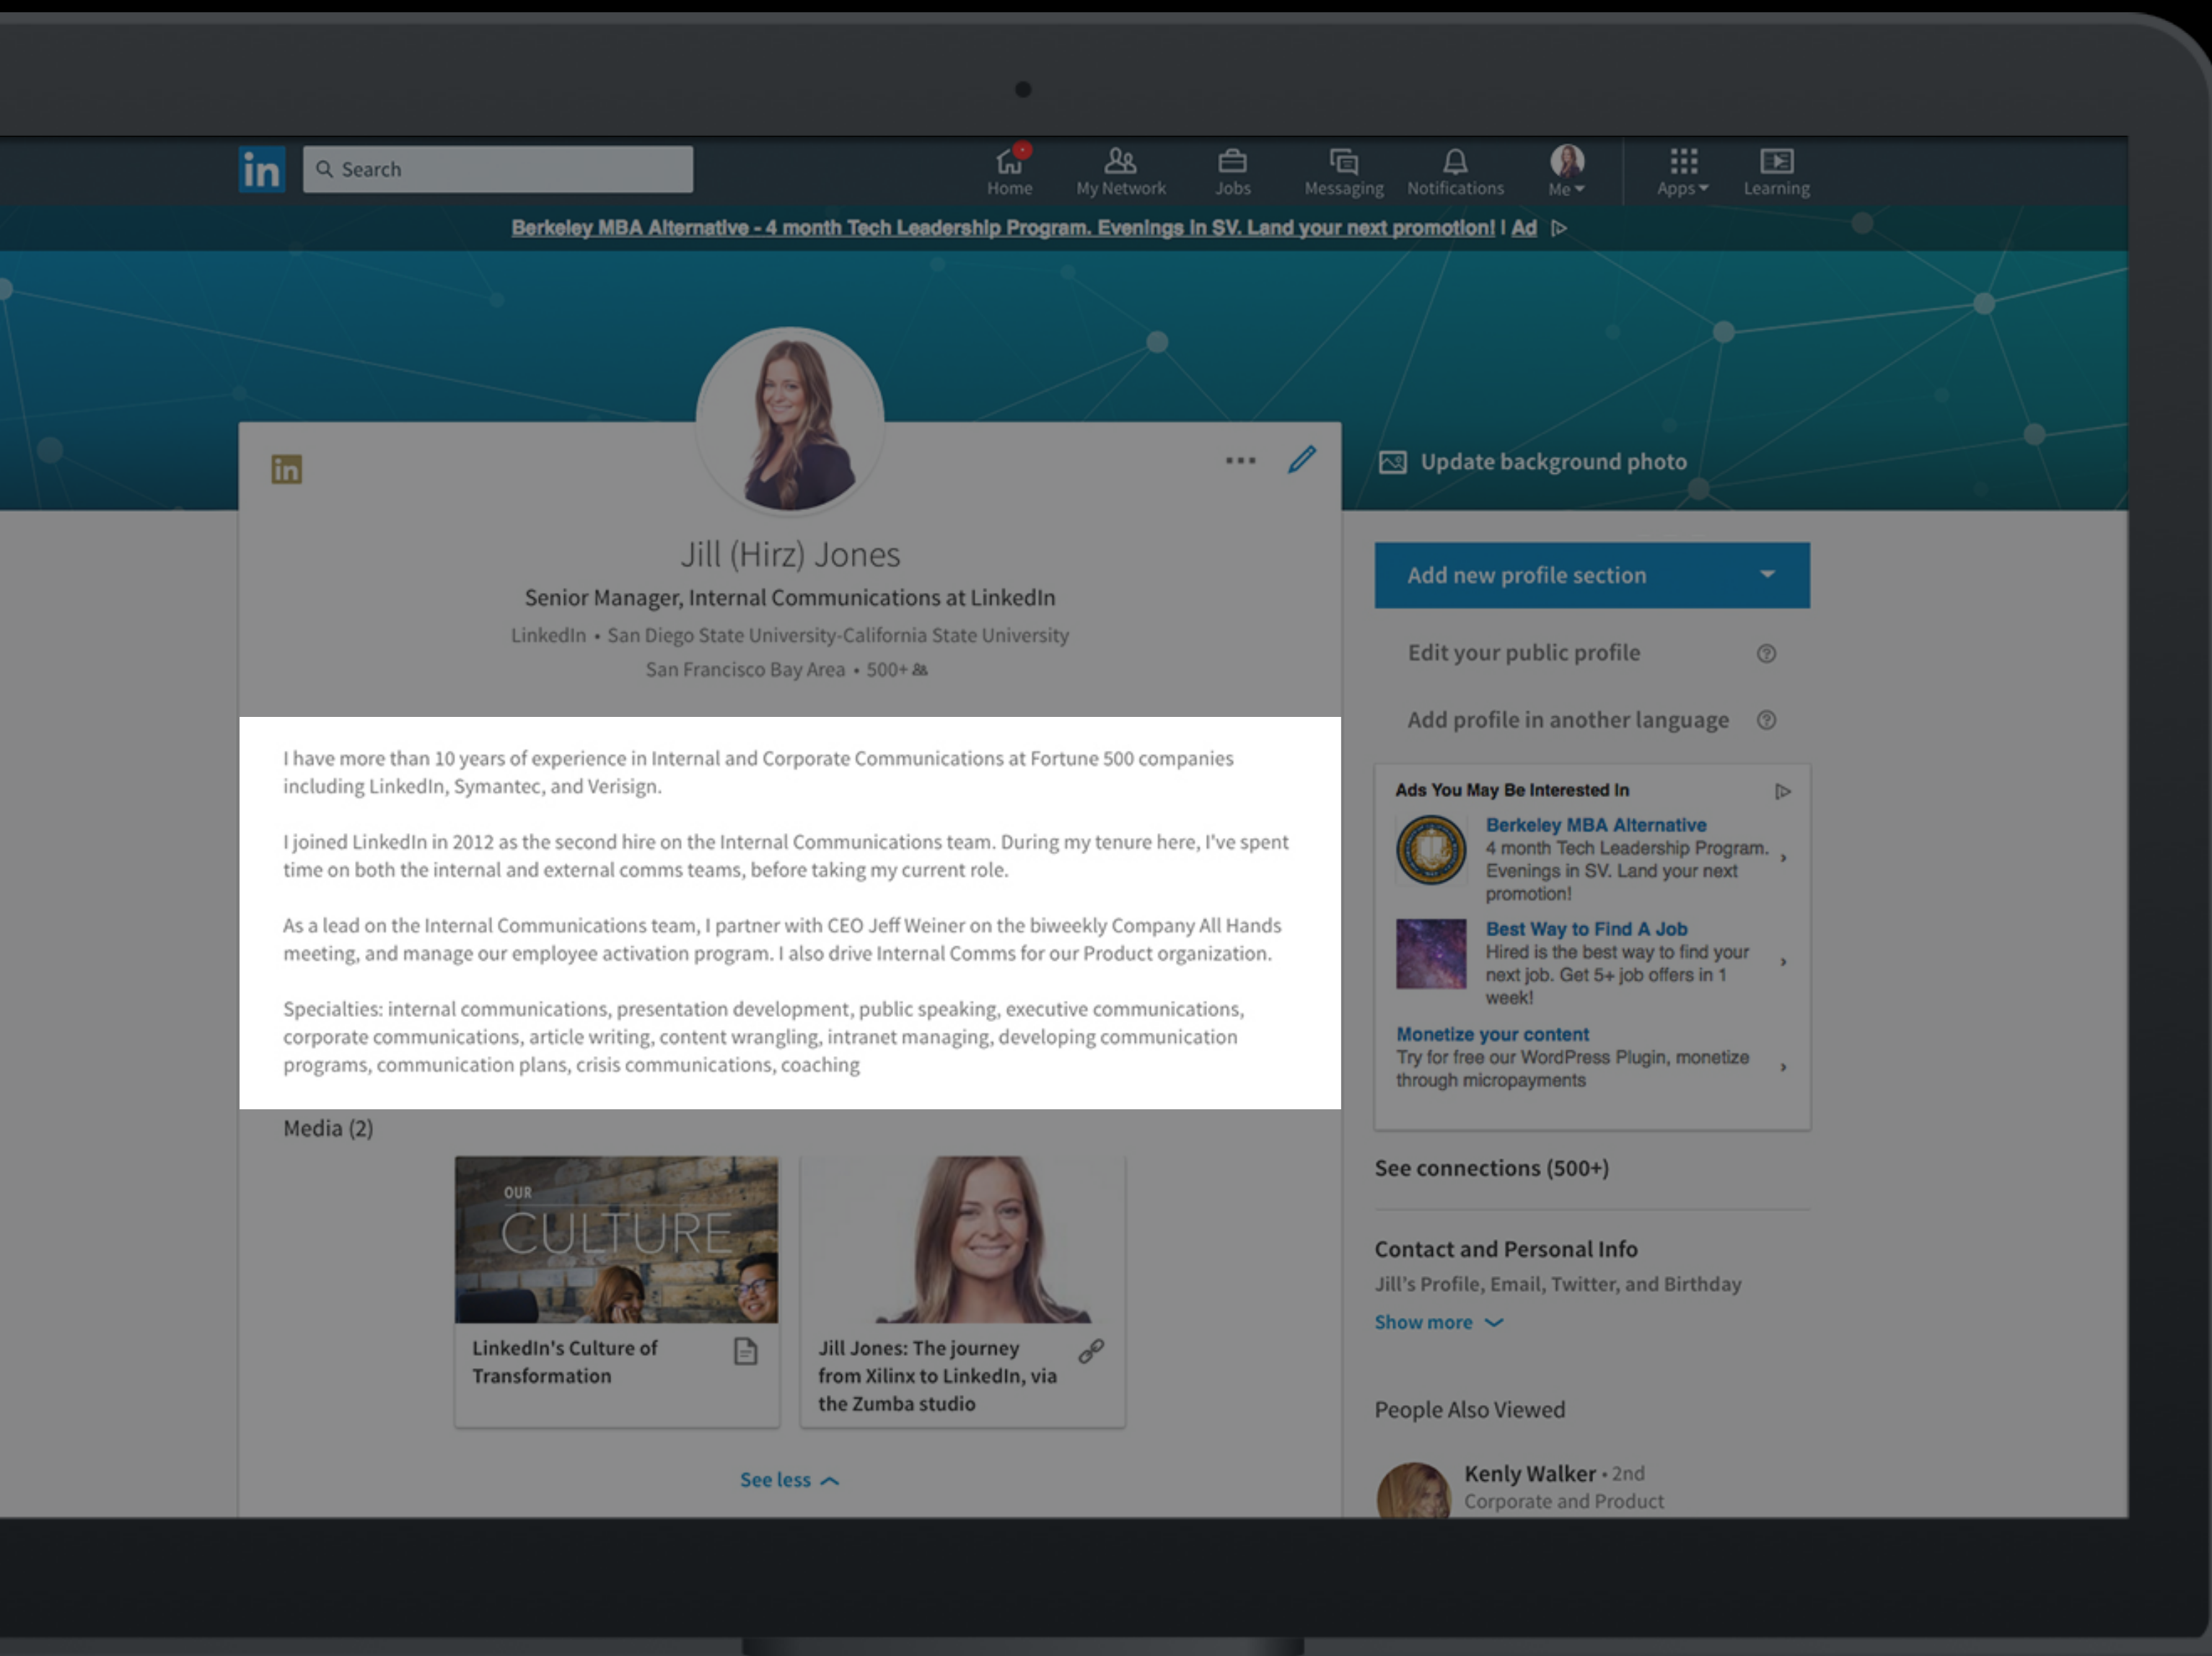 in
Search
Home
My Network
Jobs
Messaging
Notifications
Me
Apps
Learning
Berkeley MBA Alternative - 4 month Tech Leadership Program. Evenings in SV. Land your next promotion! | Ad
in
Update background photo
Jill (Hirz) Jones
Senior Manager, Internal Communications at LinkedIn
LinkedIn • San Diego State University-California State University
San Francisco Bay Area • 500+
I have more than 10 years of experience in Internal and Corporate Communications at Fortune 500 companies
including LinkedIn, Symantec, and Verisign.
I joined LinkedIn in 2012 as the second hire on the Internal Communications team. During my tenure here, I've spent
time on both the internal and external comms teams, before taking my current role.
As a lead on the Internal Communications team, I partner with CEO Jeff Weiner on the biweekly Company All Hands
meeting, and manage our employee activation program. I also drive Internal Comms for our Product organization.
Specialties: internal communications, presentation development, public speaking, executive communications,
corporate communications, article writing, content wrangling, intranet managing, developing communication
programs, communication plans, crisis communications, coaching
Media (2)
OUR
CULTURE
LinkedIn's Culture of
Transformation
Jill Jones: The journey
from Xilinx to LinkedIn, via
the Zumba studio
See less
Add new profile section
Edit your public profile
Add profile in another language
Ads You May Be Interested In
Berkeley MBA Alternative
4 month Tech Leadership Program.
Evenings in SV. Land your next
promotion!
Best Way to Find A Job
Hired is the best way to find your
next job. Get 5+ job offers in 1
week!
Monetize your content
Try for free our WordPress Plugin, monetize
through micropayments
See connections (500+)
Contact and Personal Info
Jill's Profile, Email, Twitter, and Birthday
Show more
People Also Viewed
Kenly Walker • 2nd
Corporate and Product